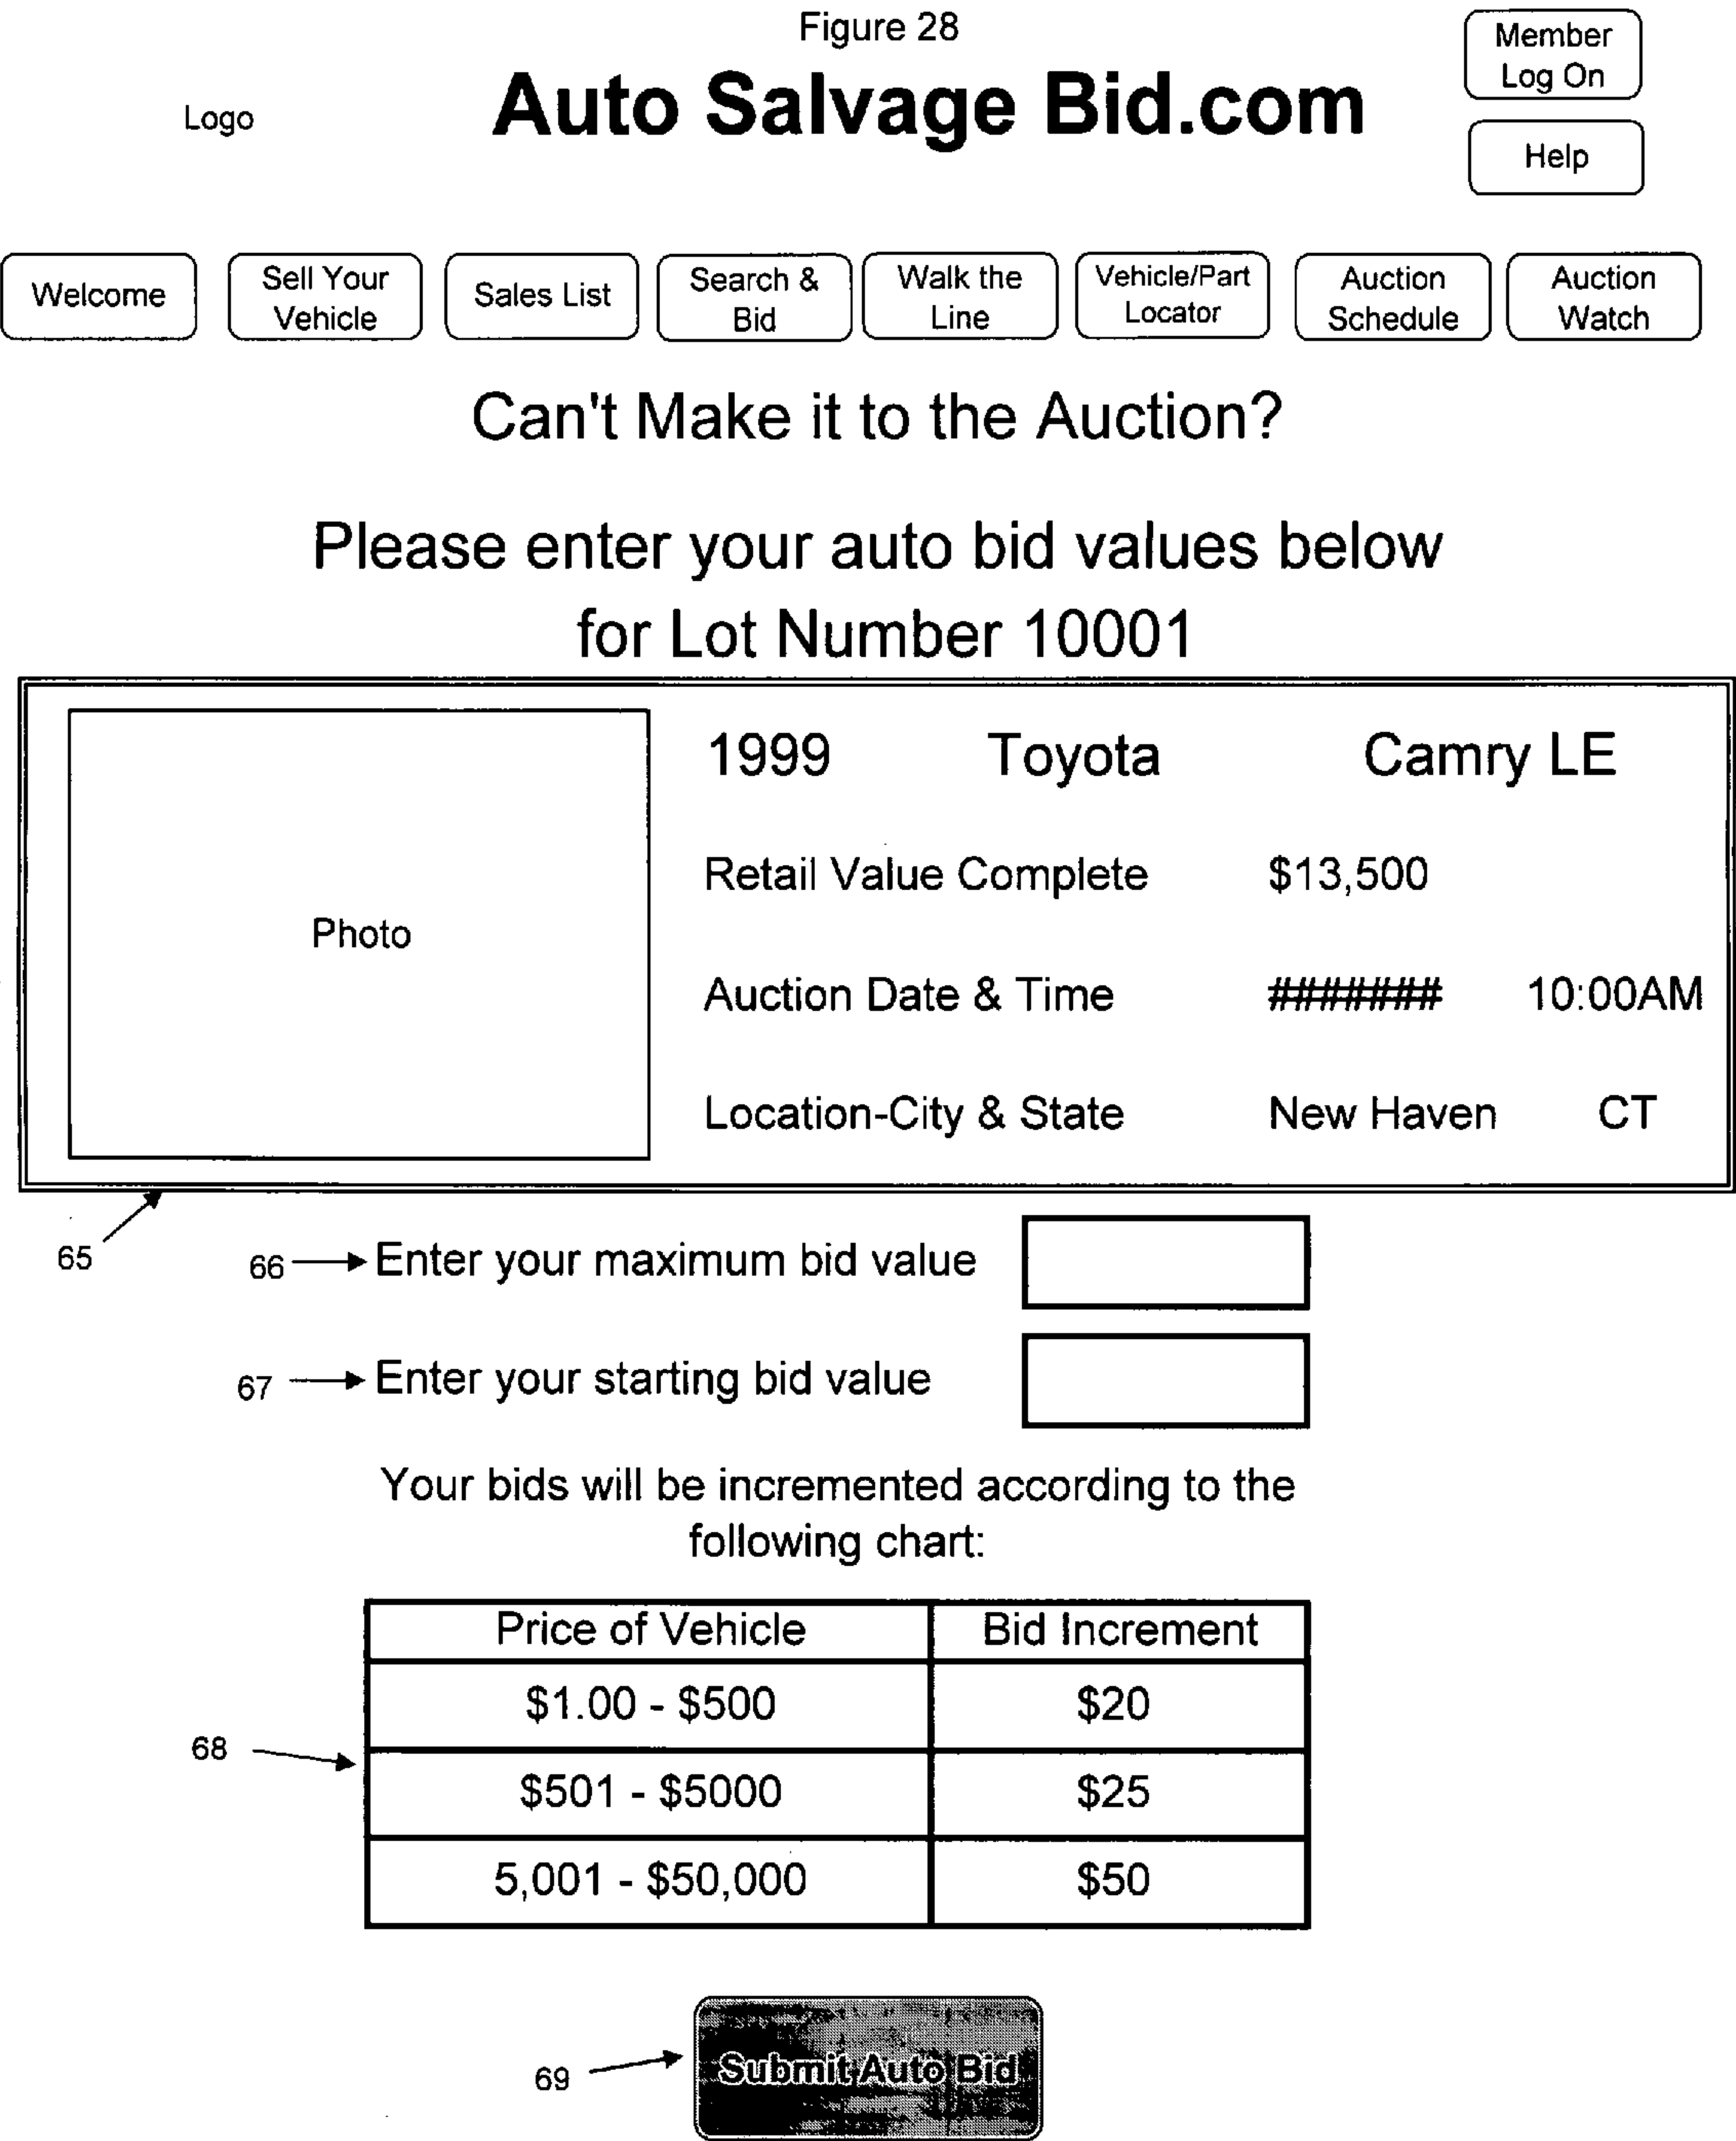 Figure 28
Member
Log On
Logo
Auto Salvage Bid.com
Help
Welcome
Sell Your
Vehicle
Sales List
Search &
Bid
Walk the
Line
Vehicle/Part
Locator
Auction
Schedule
Auction
Watch
Can't Make it to the Auction?
Please enter your auto bid values below
for Lot Number 10001
Photo
1999 Toyota Camry LE
Retail Value Complete $13,500
Auction Date & Time ####### 10:00AM
Location-City & State New Haven CT
65
66 Enter your maximum bid value
67 Enter your starting bid value
Your bids will be incremented according to the
following chart:
Price of Vehicle Bid Increment
$1.00 - $500 $20
68
$501 - $5000 $25
5,001 - $50,000 $50
69 Submit Auto Bid